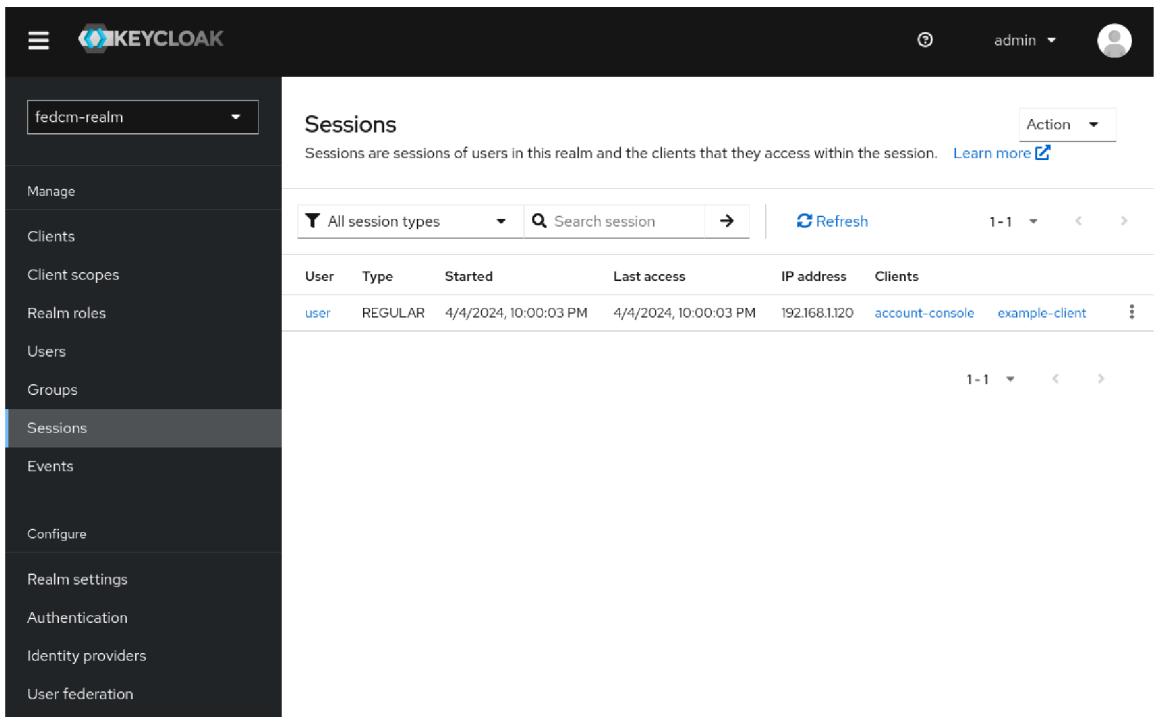 KEYCLOAK
admin
fedcm-realm
Manage
Clients
Client scopes
Realm roles
Users
Groups
Sessions
Events
Configure
Realm settings
Authentication
Identity providers
User federation
Sessions
Action
Sessions are sessions of users in this realm and the clients that they access within the session. Learn more
All session types Search session Refresh 1-1
User Type Started Last access IP address Clients
user REGULAR 4/4/2024, 10:00:03 PM 4/4/2024, 10:00:03 PM 192.168.1.120 account-console example-client
1-1